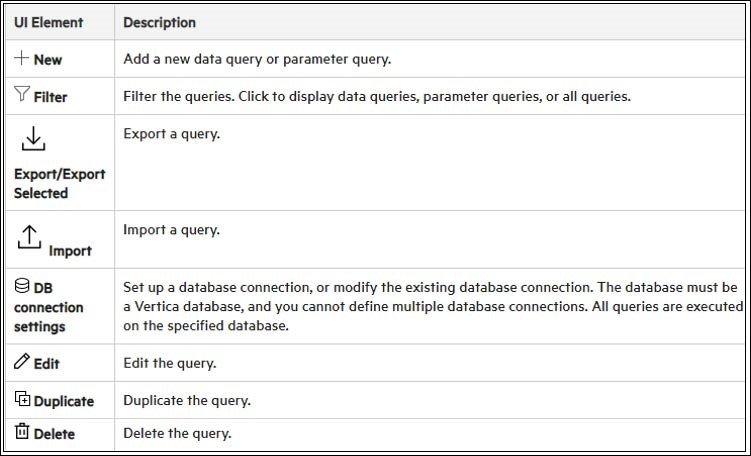 UI Element Description
New Add a new data query or parameter query.
Filter Filter the queries. Click to display data queries, parameter queries, or all queries.
Export a query.
Export/Export
Selected
Import a query.
Import
DB
connection
settings
Set up a database connection, or modify the existing database connection. The database must be
a Vertica database, and you cannot define multiple database connections. All queries are executed
on the specified database.
Edit Edit the query.
Duplicate Duplicate the query.
Delete Delete the query.